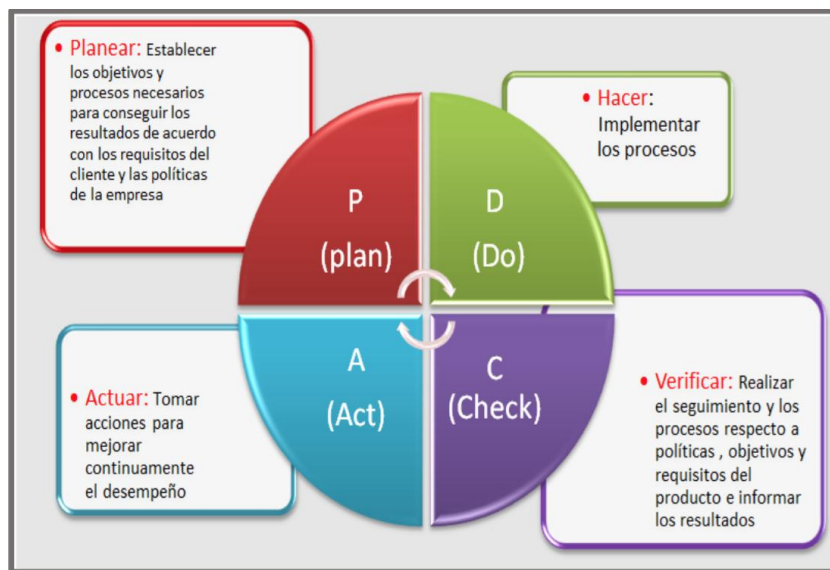 • Planear: Establecer
los objetivos y
procesos necesarios
para conseguir los
resultados de acuerdo
con los requisitos del
cliente y las políticas
de la empresa
• Hacer:
Implementar
los procesos
P
(plan)
D
(Do)
A
(Act)
C
(Check)
• Actuar: Tomar
acciones para
mejorar
continuamente
el desempeño
• Verificar: Realizar
el seguimiento y los
procesos respecto a
políticas , objetivos y
requisitos del
producto e informar
los resultados